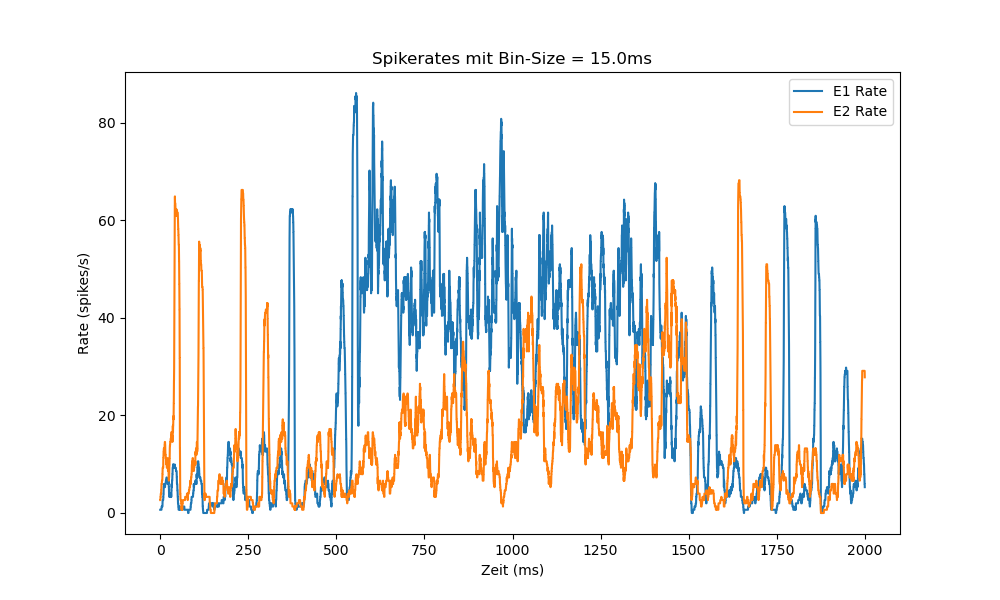 Spikerates mit Bin-Size = 15.0ms
E1 Rate
E2 Rate
80
60
40
20
0
Rate (spikes/s)
0 250 500 750 1000 1250 1500 1750 2000
Zeit (ms)